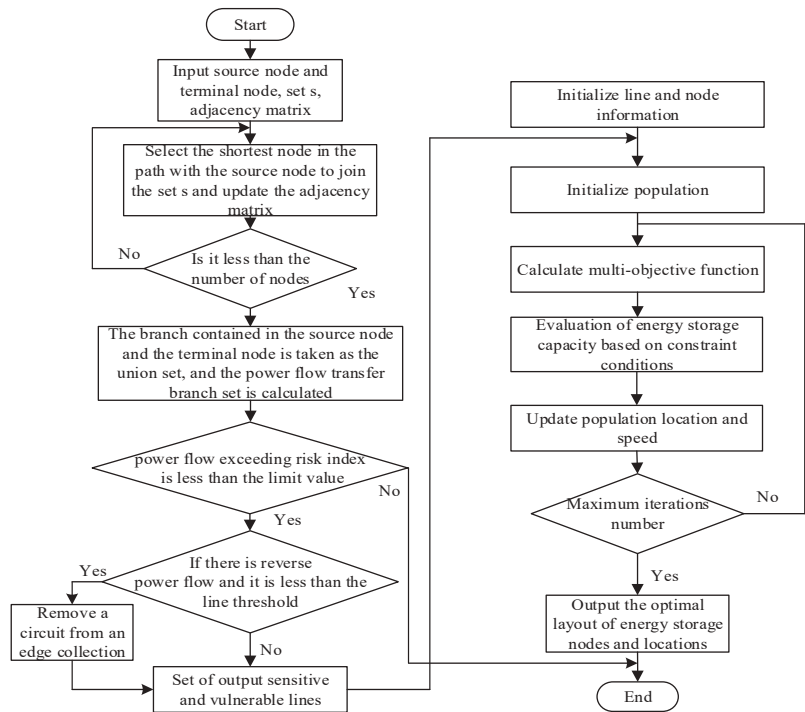 Start
Input source node and
terminal node, set s,
adjacency matrix
Select the shortest node in the
path with the source node to join
the set s and update the adjacency
matrix
No
Is it less than the
number of nodes
Yes
The branch contained in the source node
and the terminal node is taken as the
union set, and the power flow transfer
branch set is calculated
power flow exceeding risk index
is less than the limit value
No
Yes
If there is reverse
power flow and it is less than the
line threshold
Yes
Remove a
circuit from an
edge collection
No
Set of output sensitive
and vulnerable lines
Initialize line and node
information
Initialize population
Calculate multi-objective function
Evaluation of energy storage
capacity based on constraint
conditions
Update population location and
speed
Maximum iterations
number
No
Yes
Output the optimal
layout of energy storage
nodes and locations
End